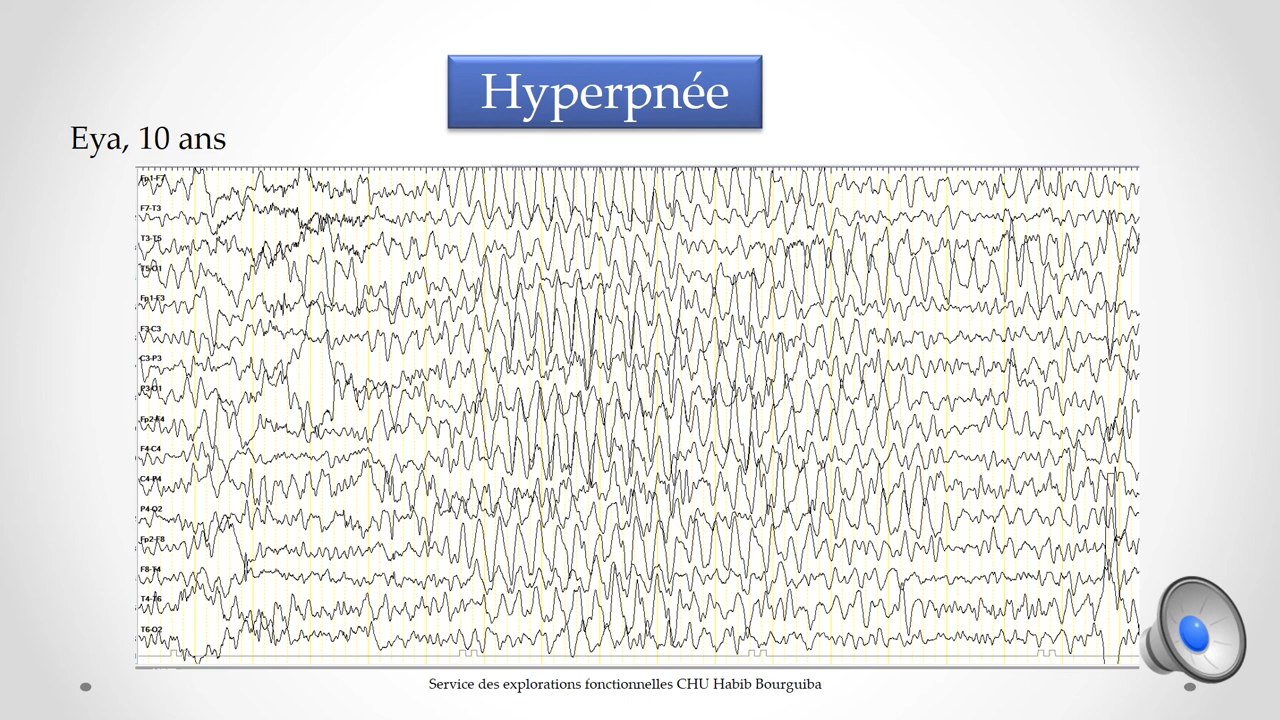 Hyperpnée
Eya, 10 ans
Fp1-F7
F7-T3
T3-T5
T5-O1
Fp1-F3
F3-C3
C3-P3
P3-O1
Fp2-F4
F4-C4
C4-P4
P4-O2
Fp2-F8
F8-T4
T4-T6
T6-O2
Service des explorations fonctionnelles CHU Habib Bourguiba